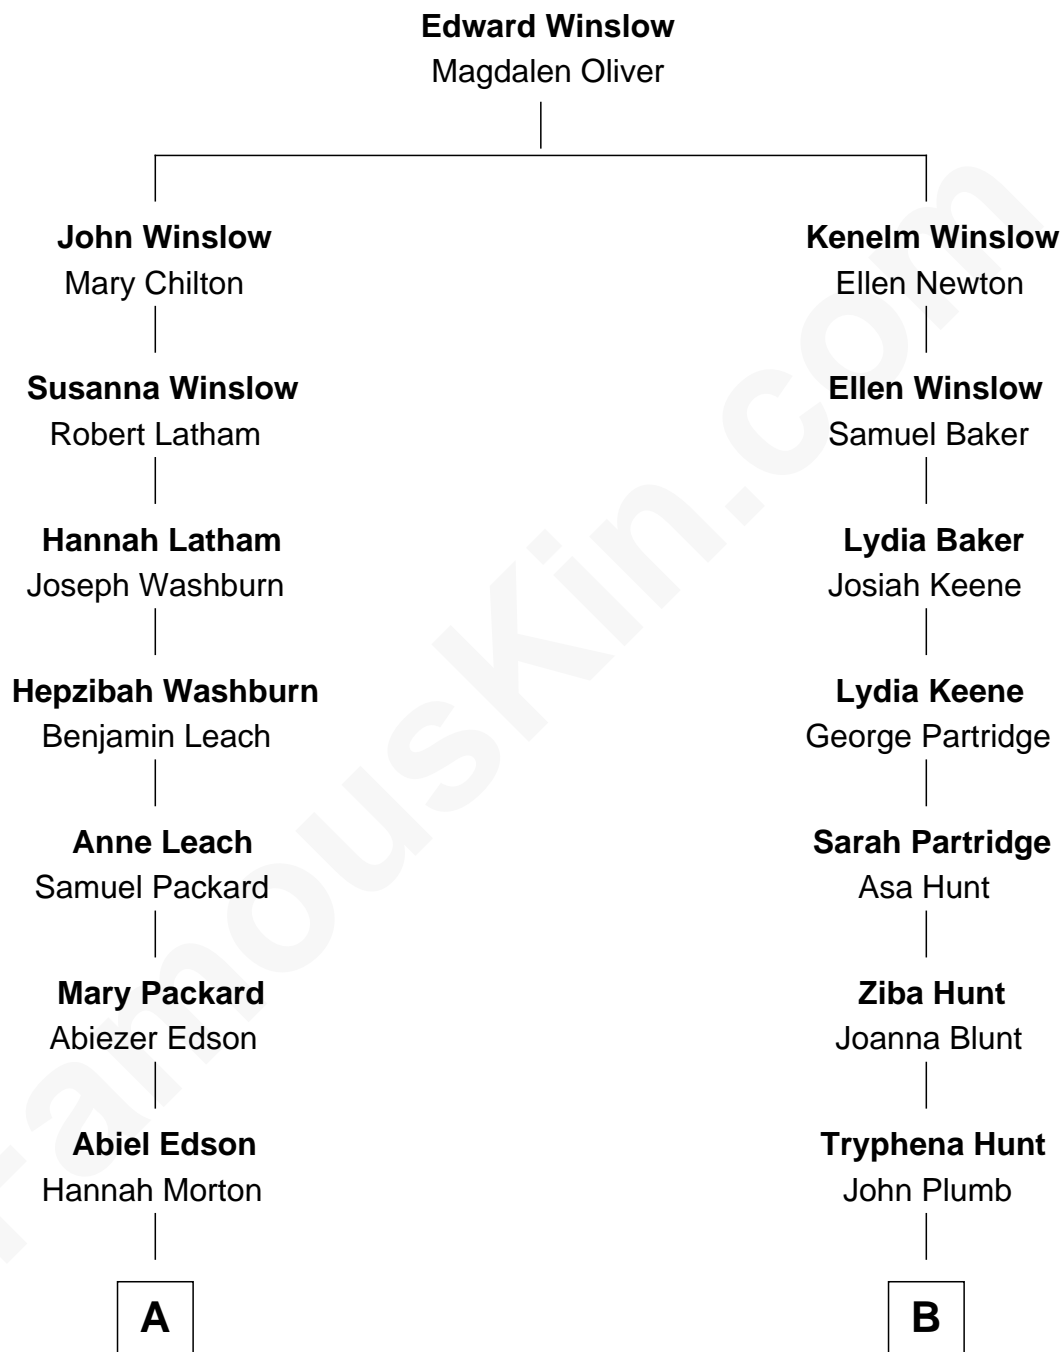 Edward Winslow
Magdalen Oliver
John Winslow
Mary Chilton
Kenelm Winslow
Ellen Newton
Susanna Winslow
Robert Latham
Ellen Winslow
Samuel Baker
Hannah Latham
Joseph Washburn
Lydia Baker
Josiah Keene
Hepzibah Washburn
Benjamin Leach
Lydia Keene
George Partridge
Anne Leach
Samuel Packard
Sarah Partridge
Asa Hunt
Mary Packard
Abiezer Edson
Ziba Hunt
Joanna Blunt
Abiel Edson
Hannah Morton
Tryphena Hunt
John Plumb
A
B
FamousKin.com